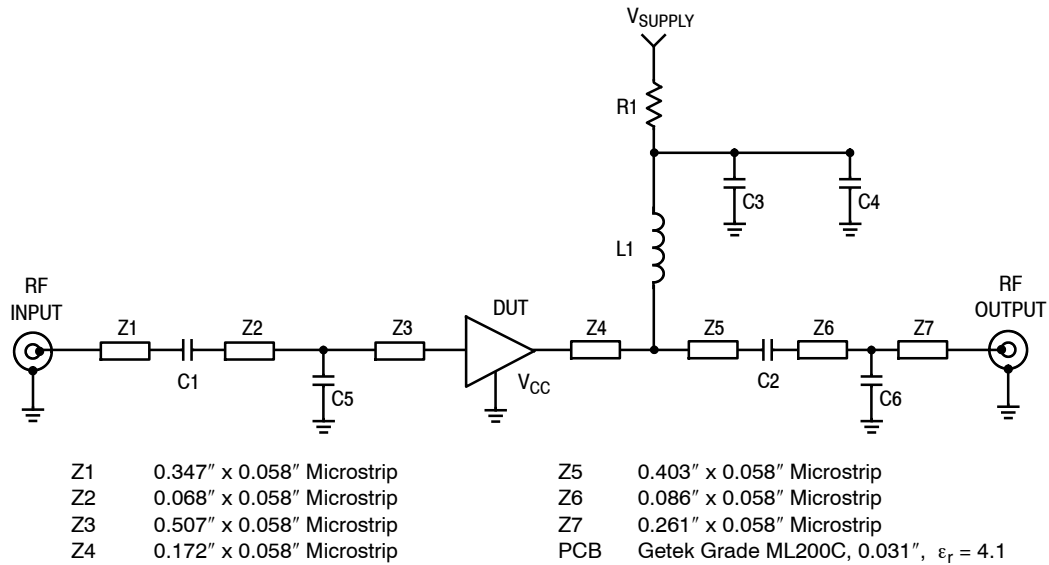 VSUPPLY
R1
C3
C4
L1
RF
INPUT
RF
OUTPUT
DUT
Z1
Z2
Z3
Z4
Z5
Z6
Z7
C1
C5
VCC
C2
C6
Z1 0.347″ x 0.058″ Microstrip
Z2 0.068″ x 0.058″ Microstrip
Z3 0.507″ x 0.058″ Microstrip
Z4 0.172″ x 0.058″ Microstrip
Z5 0.403″ x 0.058″ Microstrip
Z6 0.086″ x 0.058″ Microstrip
Z7 0.261″ x 0.058″ Microstrip
PCB Getek Grade ML200C, 0.031″, εr = 4.1